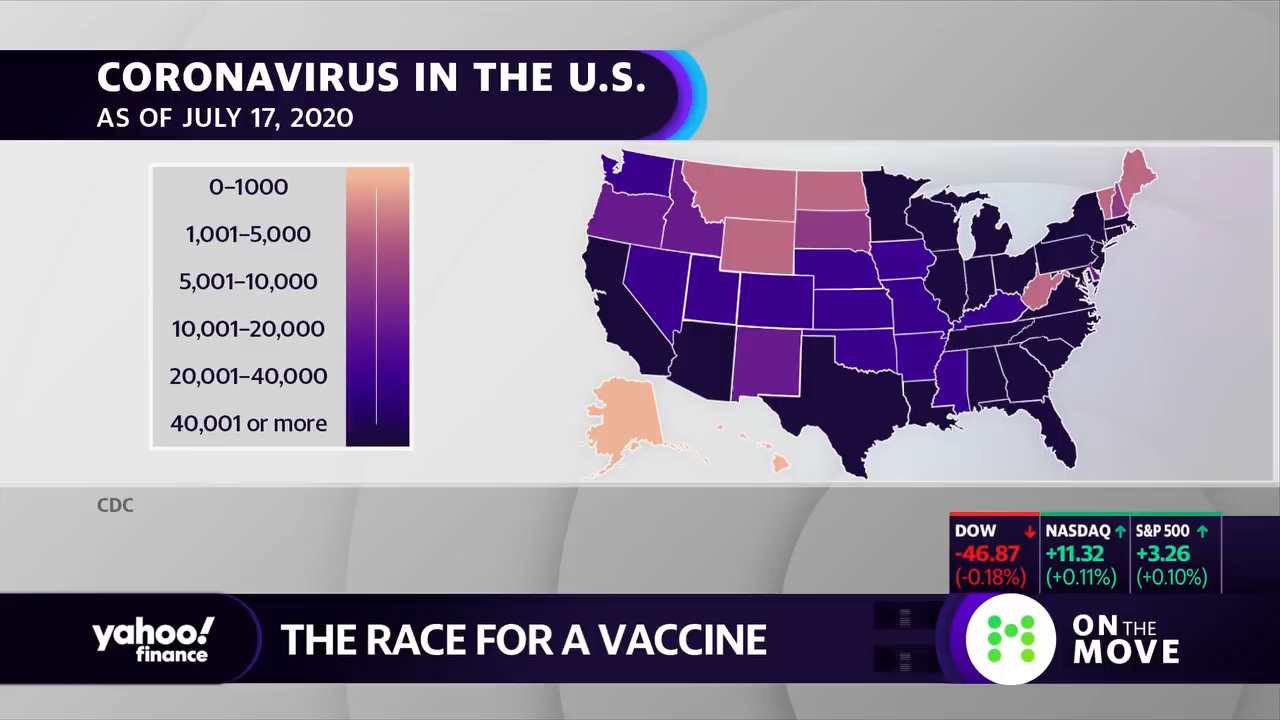 CORONAVIRUS IN THE U.S.
AS OF JULY 17, 2020
0–1000
1,001–5,000
5,001–10,000
10,001–20,000
20,001–40,000
40,001 or more
CDC
DOW
-46.87
(-0.18%)
NASDAQ
+11.32
(+0.11%)
S&P 500
+3.26
(+0.10%)
yahoo!
finance
THE RACE FOR A VACCINE
ON THE
MOVE